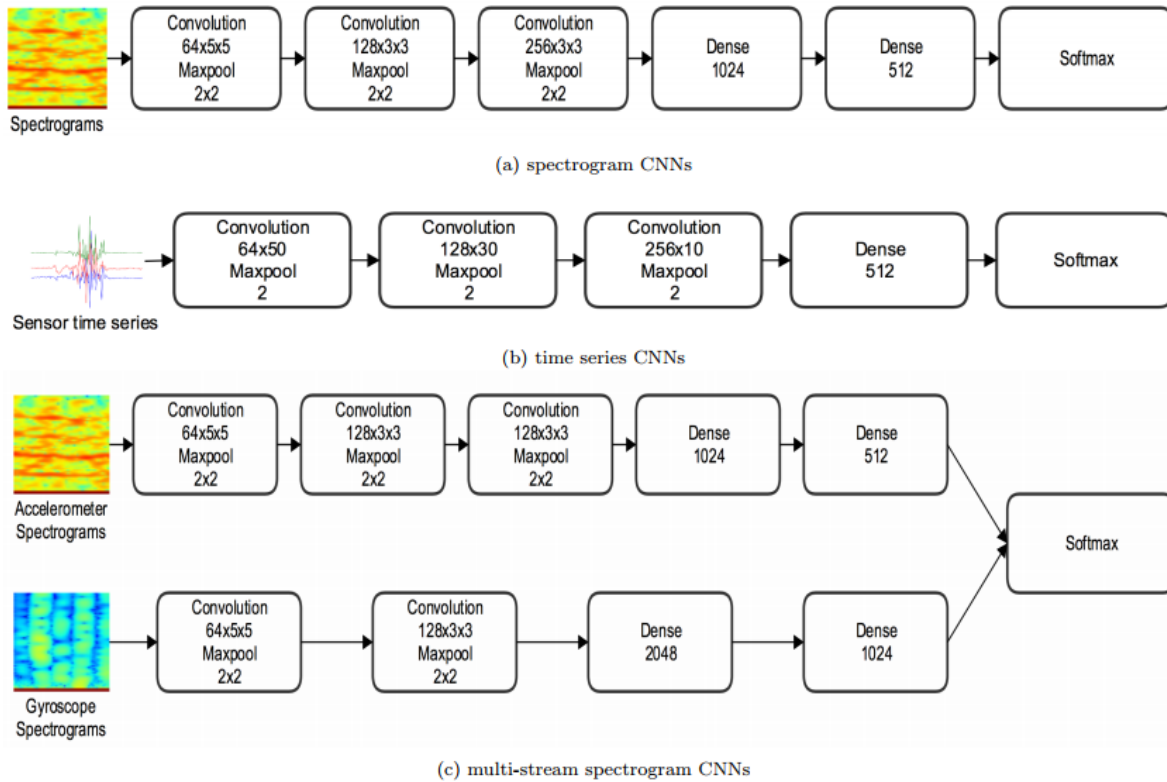 Convolution
64x5x5
Maxpool
2x2
Convolution
128x3x3
Maxpool
2x2
Convolution
256x3x3
Maxpool
2x2
Dense
1024
Dense
512
Softmax
Spectrograms
(a) spectrogram CNNs
Convolution
64x50
Maxpool
2
Convolution
128x30
Maxpool
2
Convolution
256x10
Maxpool
2
Dense
512
Softmax
Sensor time series
(b) time series CNNs
Convolution
64x5x5
Maxpool
2x2
Convolution
128x3x3
Maxpool
2x2
Convolution
128x3x3
Maxpool
2x2
Dense
1024
Dense
512
Accelerometer
Spectrograms
Softmax
Convolution
64x5x5
Maxpool
2x2
Convolution
128x3x3
Maxpool
2x2
Dense
2048
Dense
1024
Gyroscope
Spectrograms
(c) multi-stream spectrogram CNNs